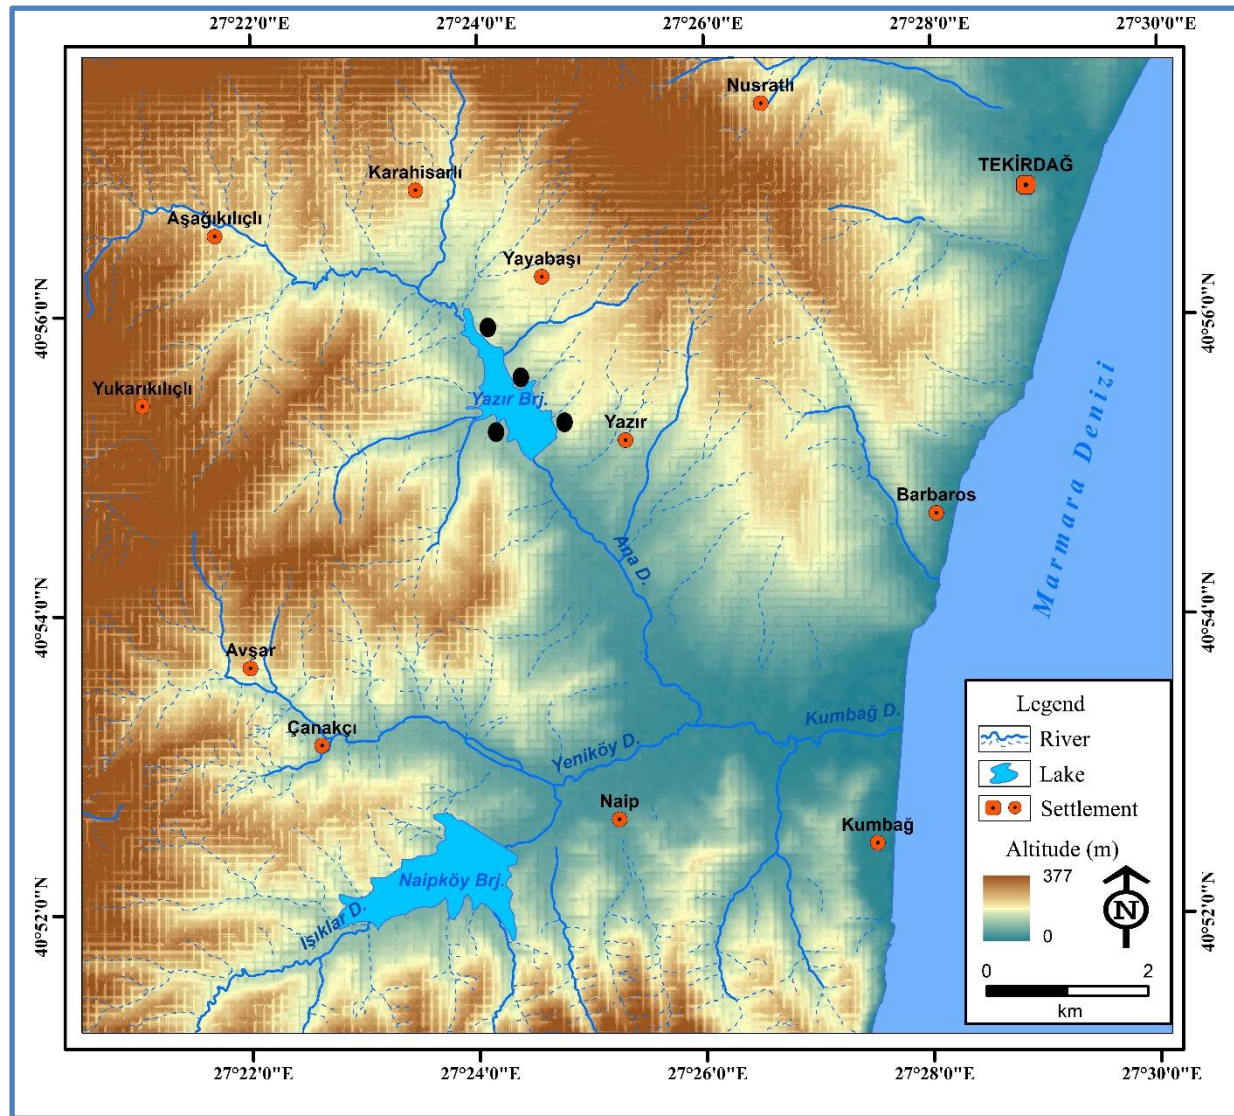 27°22'0"E
27°24'0"E
27°26'0"E
27°28'0"E
27°30'0"E
Nusratlı
TEKİRDAĞ
Karahisarlı
Aşağıkılıçlı
Yayabaşı
40°56'0"N
40°56'0"N
Yukarıkılıçlı
Yazır Brj.
Yazır
Barbaros
Marmara Denizi
Ana D.
40°54'0"N
40°54'0"N
Avşar
Çanakçı
Kumbağ D.
Yeniköy D.
Naip
Kumbağ
Naipköy Brj.
Işıklar D.
40°52'0"N
40°52'0"N
Legend
River
Lake
Settlement
Altitude (m)
377
0
N
0 2
km
27°22'0"E
27°24'0"E
27°26'0"E
27°28'0"E
27°30'0"E